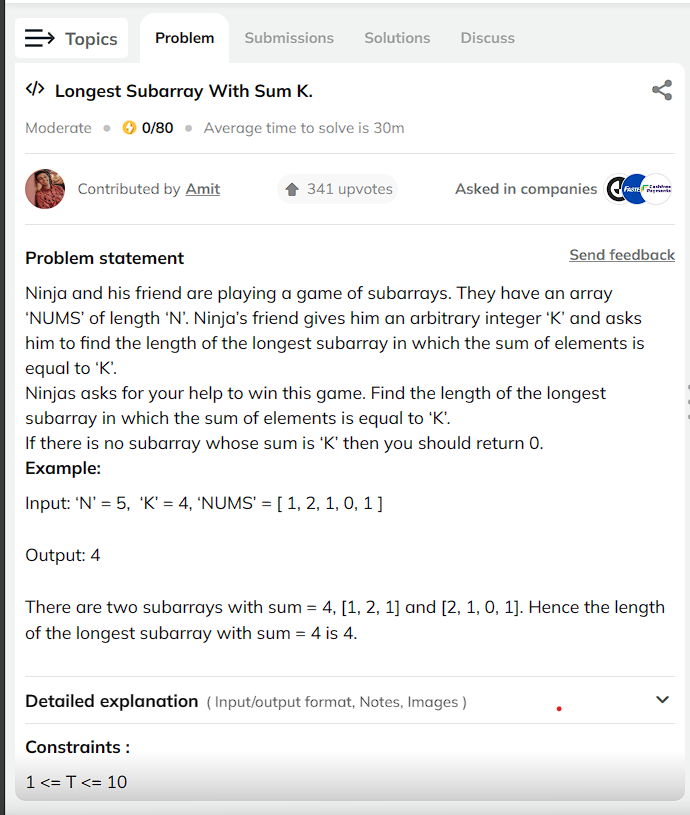 Topics
Problem
Submissions
Solutions
Discuss
</> Longest Subarray With Sum K.
Moderate • 0/80 • Average time to solve is 30m
Contributed by Amit
341 upvotes
Asked in companies
Cashfree
Payments
Problem statement
Send feedback
Ninja and his friend are playing a game of subarrays. They have an array
‘NUMS’ of length ‘N’. Ninja’s friend gives him an arbitrary integer ‘K’ and asks
him to find the length of the longest subarray in which the sum of elements is
equal to ‘K’.
Ninjas asks for your help to win this game. Find the length of the longest
subarray in which the sum of elements is equal to ‘K’.
If there is no subarray whose sum is ‘K’ then you should return 0.
Example:
Input: ‘N’ = 5,  ‘K’ = 4, ‘NUMS’ = [ 1, 2, 1, 0, 1 ]
Output: 4
There are two subarrays with sum = 4, [1, 2, 1] and [2, 1, 0, 1]. Hence the length
of the longest subarray with sum = 4 is 4.
Detailed explanation ( Input/output format, Notes, Images )
Constraints :
1 <= T <= 10